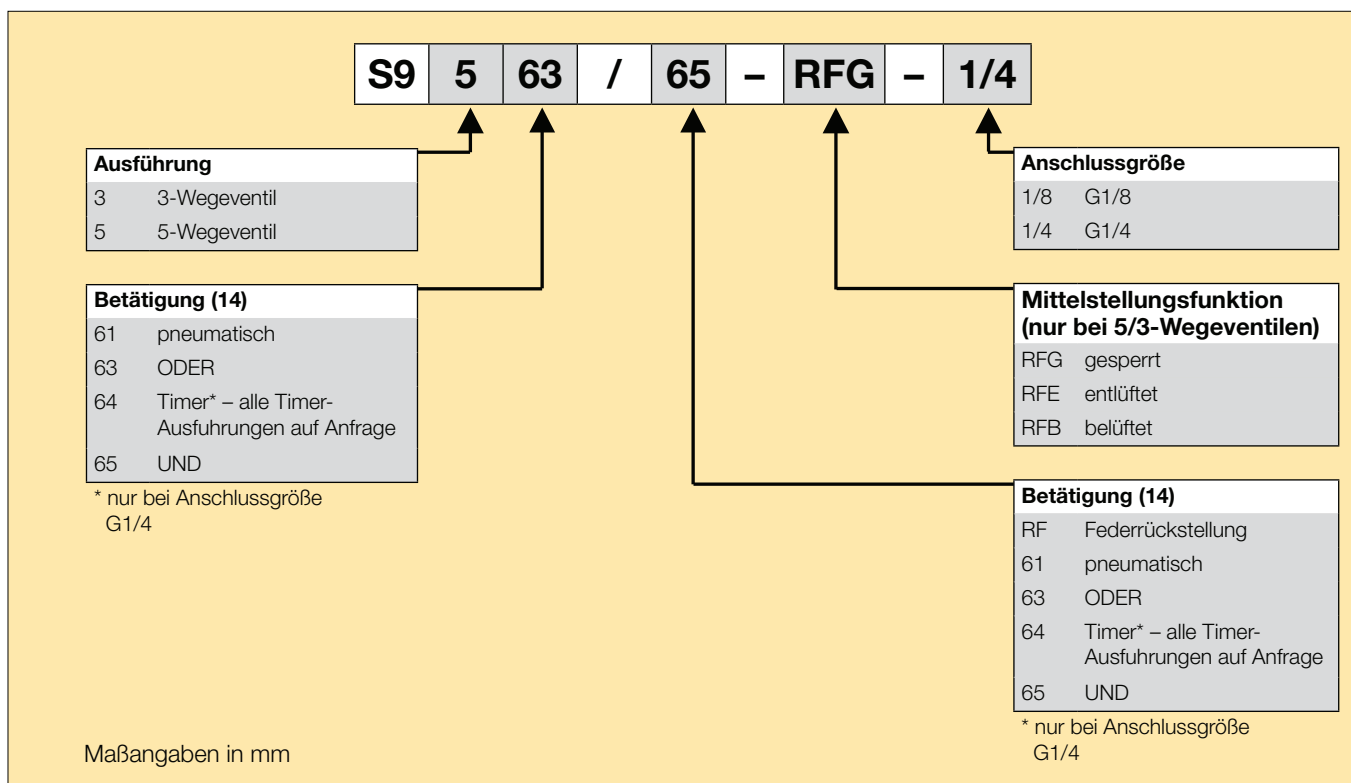 S9 5 63 / 65 – RFG – 1/4
Ausführung
3 3-Wegeventil
5 5-Wegeventil
Betätigung (14)
61 pneumatisch
63 ODER
64 Timer* – alle Timer-
Ausfuhrungen auf Anfrage
65 UND
* nur bei Anschlussgröße
G1/4
Anschlussgröße
1/8 G1/8
1/4 G1/4
Mittelstellungsfunktion
(nur bei 5/3-Wegeventilen)
RFG gesperrt
RFE entlüftet
RFB belüftet
Betätigung (14)
RF Federrückstellung
61 pneumatisch
63 ODER
64 Timer* – alle Timer-
Ausfuhrungen auf Anfrage
65 UND
* nur bei Anschlussgröße
G1/4
Maßangaben in mm